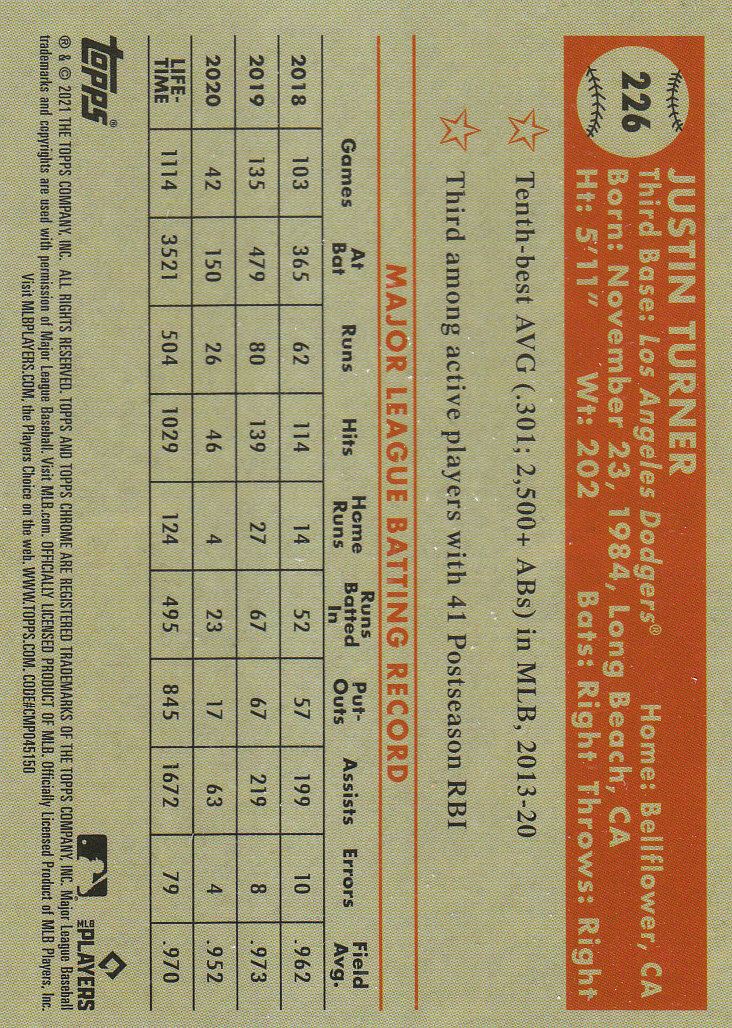 226
JUSTIN TURNER
Third Base: Los Angeles Dodgers® Home: Bellflower, CA
Born: November 23, 1984, Long Beach, CA
Ht: 5'11" Wt: 202 Bats: Right Throws: Right
Tenth-best AVG (.301; 2,500+ ABs) in MLB, 2013-20
Third among active players with 41 Postseason RBI
MAJOR LEAGUE BATTING RECORD
Games At Bat Runs Hits Home Runs Runs Batted In Put-Outs Assists Errors Field Avg.
2018 103 365 62 114 14 52 57 199 10 .962
2019 135 479 80 139 27 67 67 219 8 .973
2020 42 150 26 46 4 23 17 63 4 .952
LIFE-TIME 1114 3521 504 1029 124 495 845 1672 79 .970
topps®
MLB PLAYERS
® & © 2021 THE TOPPS COMPANY, INC. ALL RIGHTS RESERVED. TOPPS AND TOPPS CHROME ARE REGISTERED TRADEMARKS OF THE TOPPS COMPANY, INC. Major League Baseball
trademarks and copyrights are used with permission of Major League Baseball. Visit MLB.com. OFFICIALLY LICENSED PRODUCT OF MLB. Officially Licensed Product of MLB Players, Inc.
Visit MLBPLAYERS.COM, the Players Choice on the web. WWW.TOPPS.COM. CODE#CMP045150